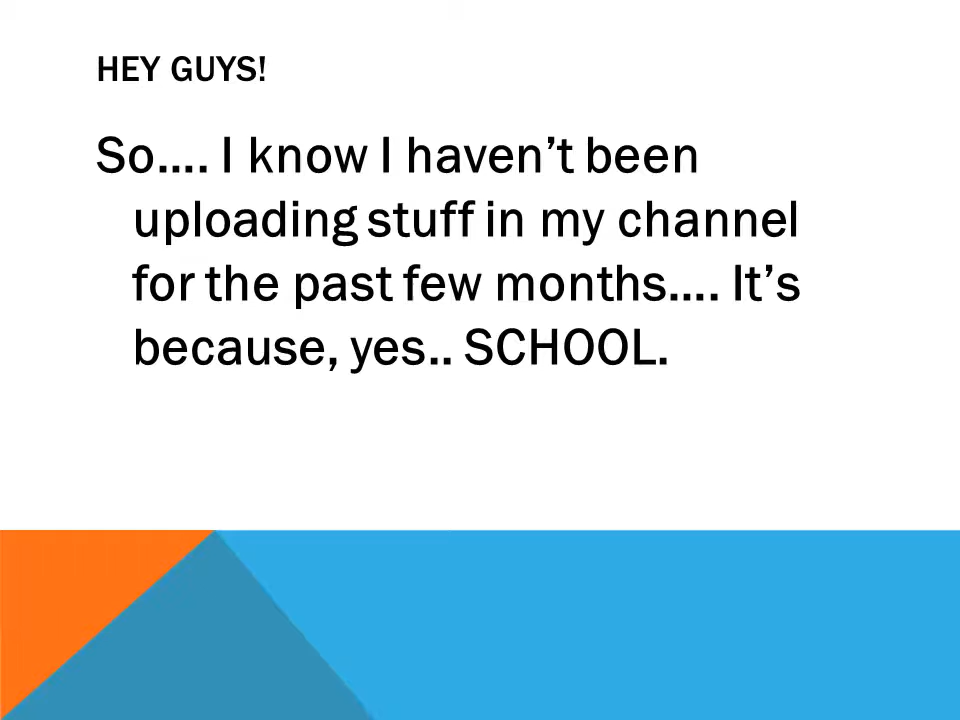 HEY GUYS!
So.... I know I haven’t been
uploading stuff in my channel
for the past few months.... It’s
because, yes.. SCHOOL.